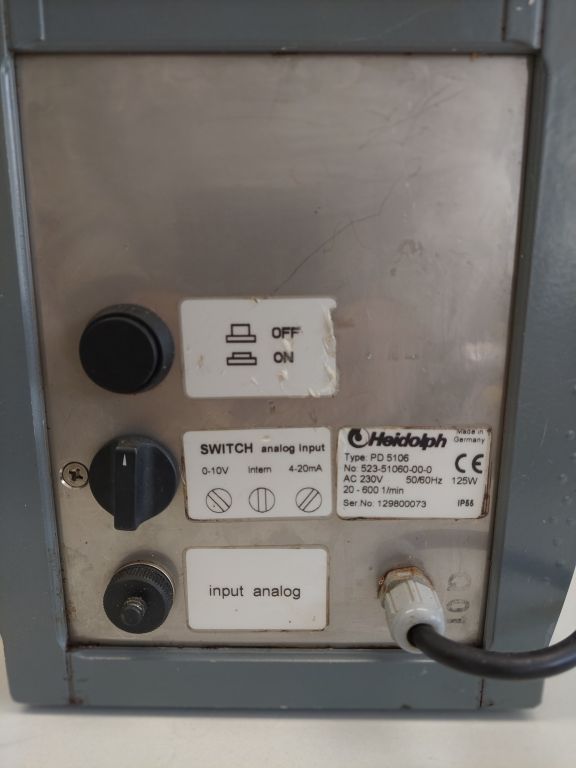 OFF
ON
SWITCH analog input
0-10V intern 4-20mA
input analog
Heidolph Made in Germany
Type: PD 5106
No: 523-51060-00-0
AC 230V 50/60Hz 125W
20 - 600 1/min
Ser.No: 129800073 IP55
CE